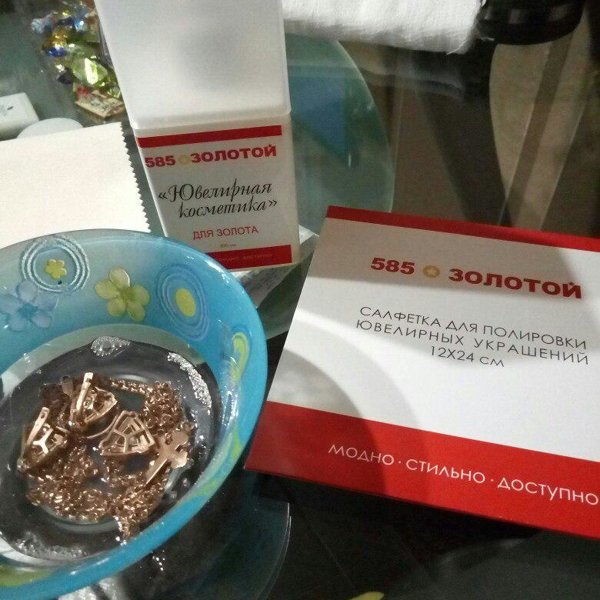 585 ЗОЛОТОЙ
«Ювелирная
косметика»
ДЛЯ ЗОЛОТА
585 ЗОЛОТОЙ
САЛФЕТКА ДЛЯ ПОЛИРОВКИ
ЮВЕЛИРНЫХ УКРАШЕНИЙ
12Х24 см
МОДНО · СТИЛЬНО · ДОСТУПНО